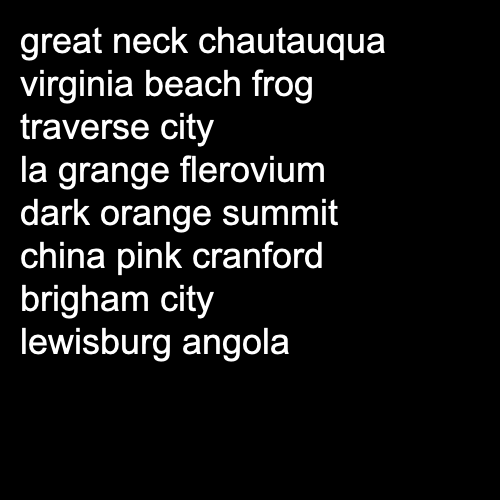 great neck chautauqua
virginia beach frog
traverse city
la grange flerovium
dark orange summit
china pink cranford
brigham city
lewisburg angola